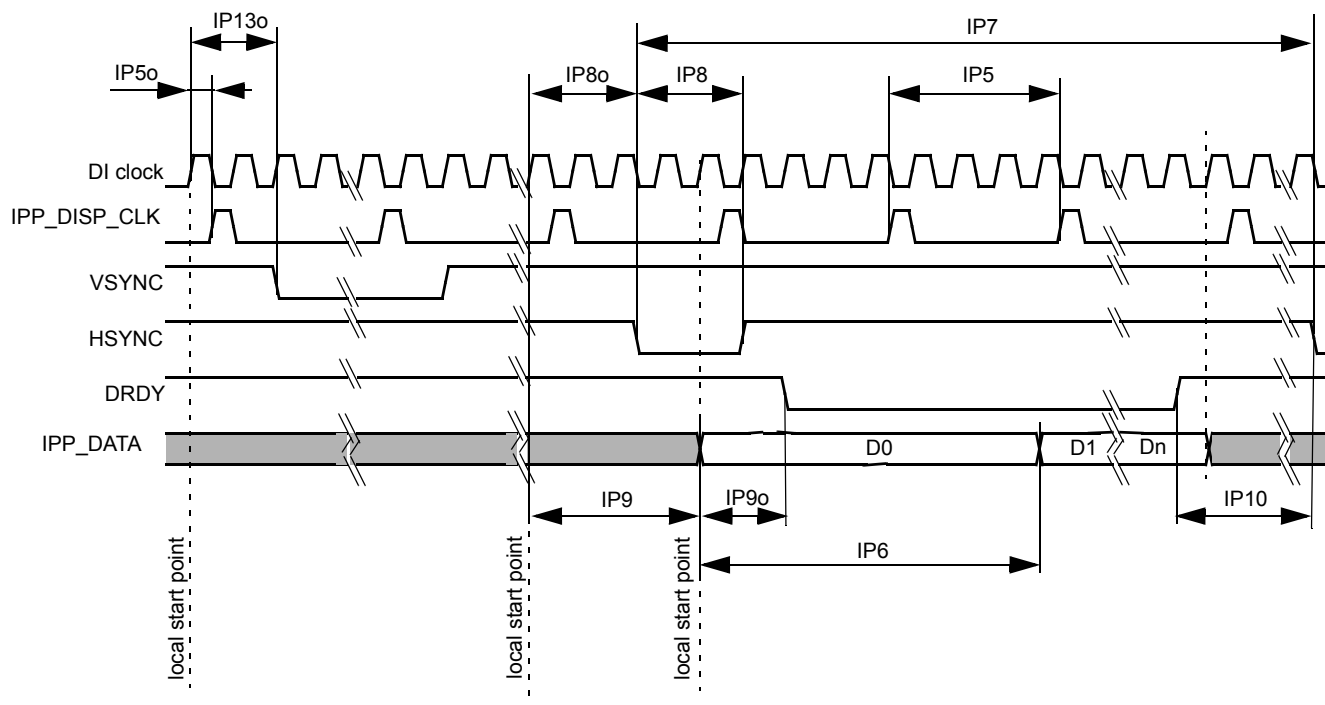 IP13o
IP7
IP5o
IP8o
IP8
IP5
DI clock
IPP_DISP_CLK
VSYNC
HSYNC
DRDY
IPP_DATA
D0
D1
Dn
IP9
IP9o
IP10
IP6
local start point
local start point
local start point